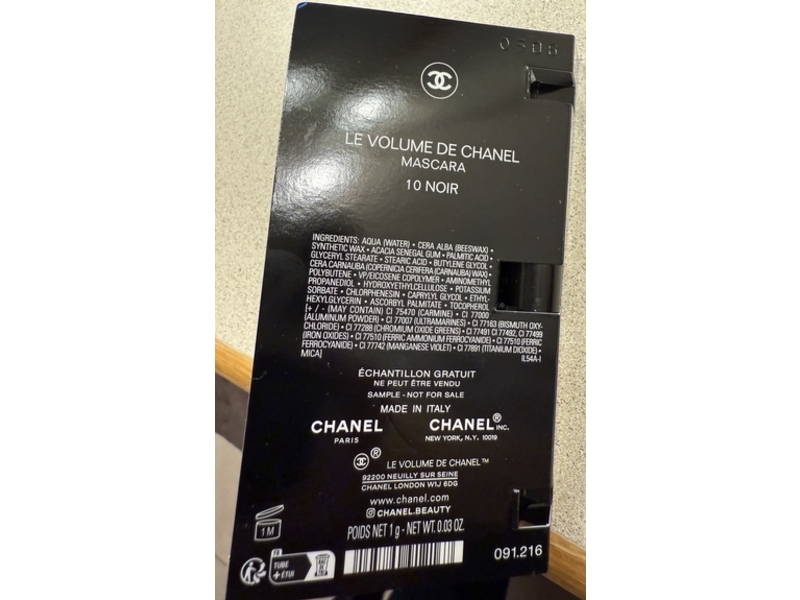 0505
LE VOLUME DE CHANEL
MASCARA
10 NOIR
INGREDIENTS: AQUA (WATER) • CERA ALBA (BEESWAX) •
SYNTHETIC WAX • ACACIA SENEGAL GUM • PALMITIC ACID •
GLYCERYL STEARATE • STEARIC ACID • BUTYLENE GLYCOL •
CERA CARNAUBA (COPERNICIA CERIFERA (CARNAUBA) WAX) •
POLYBUTENE • VP/EICOSENE COPOLYMER • AMINOMETHYL
PROPANEDIOL • HYDROXYETHYLCELLULOSE • POTASSIUM
SORBATE • CHLORPHENESIN • CAPRYLYL GLYCOL • ETHYL-
HEXYLGLYCERIN • ASCORBYL PALMITATE • TOCOPHEROL
[+ / - (MAY CONTAIN) CI 75470 (CARMINE) • CI 77000
(ALUMINUM POWDER) • CI 77007 (ULTRAMARINES) • CI 77163 (BISMUTH OXY-
CHLORIDE) • CI 77288 (CHROMIUM OXIDE GREENS) • CI 77491 CI 77492, CI 77499
(IRON OXIDES) • CI 77510 (FERRIC AMMONIUM FERROCYANIDE) • CI 77510 (FERRIC
FERROCYANIDE) • CI 77742 (MANGANESE VIOLET) • CI 77891 (TITANIUM DIOXIDE) •
MICA]
IL54A-I
ÉCHANTILLON GRATUIT
NE PEUT ÊTRE VENDU
SAMPLE - NOT FOR SALE
MADE IN ITALY
CHANEL
PARIS
CHANEL® INC.
NEW YORK, N.Y. 10019
® LE VOLUME DE CHANEL™
92200 NEUILLY SUR SEINE
CHANEL LONDON W1J 6DG
www.chanel.com
CHANEL.BEAUTY
POIDS NET 1 g - NET WT. 0.03 OZ.
1M
FR
TUBE
+ ÉTUI
091.216